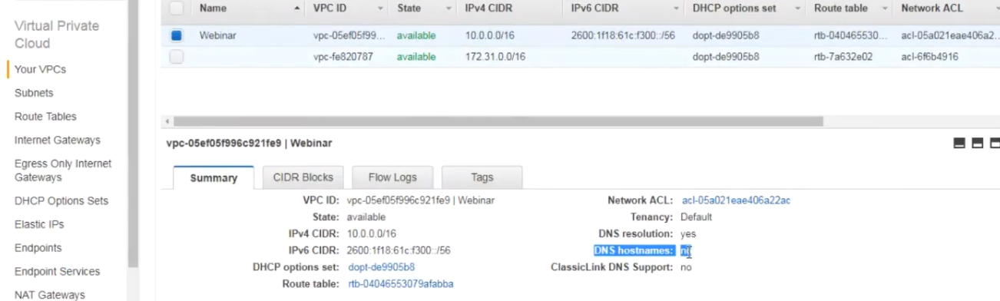 Virtual Private
Cloud
Your VPCs
Subnets
Route Tables
Internet Gateways
Egress Only Internet
Gateways
DHCP Options Sets
Elastic IPs
Endpoints
Endpoint Services
NAT Gateways
Name VPC ID State IPv4 CIDR IPv6 CIDR DHCP options set Route table Network ACL
Webinar vpc-05ef05f99... available 10.0.0.0/16 2600:1f18:61c:f300::/56 dopt-de9905b8 rtb-040465530... acl-05a021eae406a2...
vpc-fe820787 available 172.31.0.0/16 dopt-de9905b8 rtb-7a632e02 acl-6f6b4916
vpc-05ef05f996c921fe9 | Webinar
Summary CIDR Blocks Flow Logs Tags
VPC ID: vpc-05ef05f996c921fe9 | Webinar
State: available
IPv4 CIDR: 10.0.0.0/16
IPv6 CIDR: 2600:1f18:61c:f300::/56
DHCP options set: dopt-de9905b8
Route table: rtb-04046553079afabba
Network ACL: acl-05a021eae406a22ac
Tenancy: Default
DNS resolution: yes
DNS hostnames: no
ClassicLink DNS Support: no